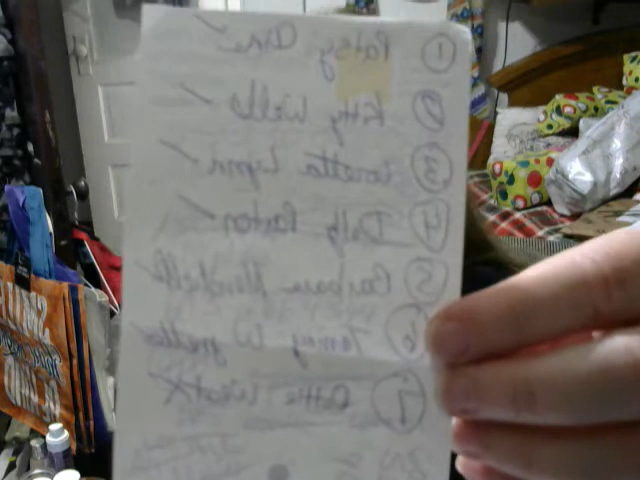 1 Patsy Cline ✓
2 Kitty Wells ✓
3 Loretta Lynn ✓
4 Dolly Parton ✓
5 Barbara Mandrell
6 Tammy Wynette
7 Dottie West X